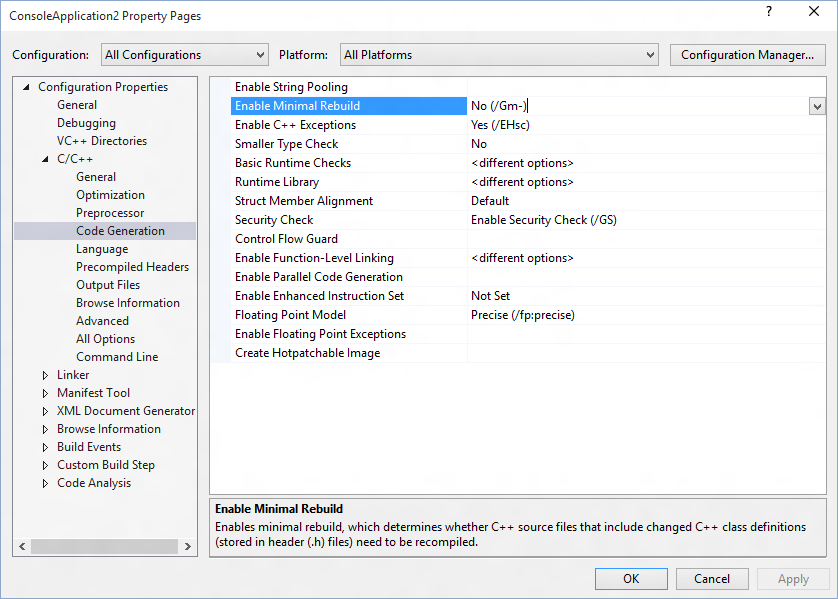 ConsoleApplication2 Property Pages ?
Configuration: All Configurations Platform: All Platforms Configuration Manager...
Configuration Properties
General
Debugging
VC++ Directories
C/C++
General
Optimization
Preprocessor
Code Generation
Language
Precompiled Headers
Output Files
Browse Information
Advanced
All Options
Command Line
Linker
Manifest Tool
XML Document Generator
Browse Information
Build Events
Custom Build Step
Code Analysis
Enable String Pooling
Enable Minimal Rebuild No (/Gm-)
Enable C++ Exceptions Yes (/EHsc)
Smaller Type Check No
Basic Runtime Checks <different options>
Runtime Library <different options>
Struct Member Alignment Default
Security Check Enable Security Check (/GS)
Control Flow Guard
Enable Function-Level Linking <different options>
Enable Parallel Code Generation
Enable Enhanced Instruction Set Not Set
Floating Point Model Precise (/fp:precise)
Enable Floating Point Exceptions
Create Hotpatchable Image
Enable Minimal Rebuild
Enables minimal rebuild, which determines whether C++ source files that include changed C++ class definitions
(stored in header (.h) files) need to be recompiled.
OK Cancel Apply